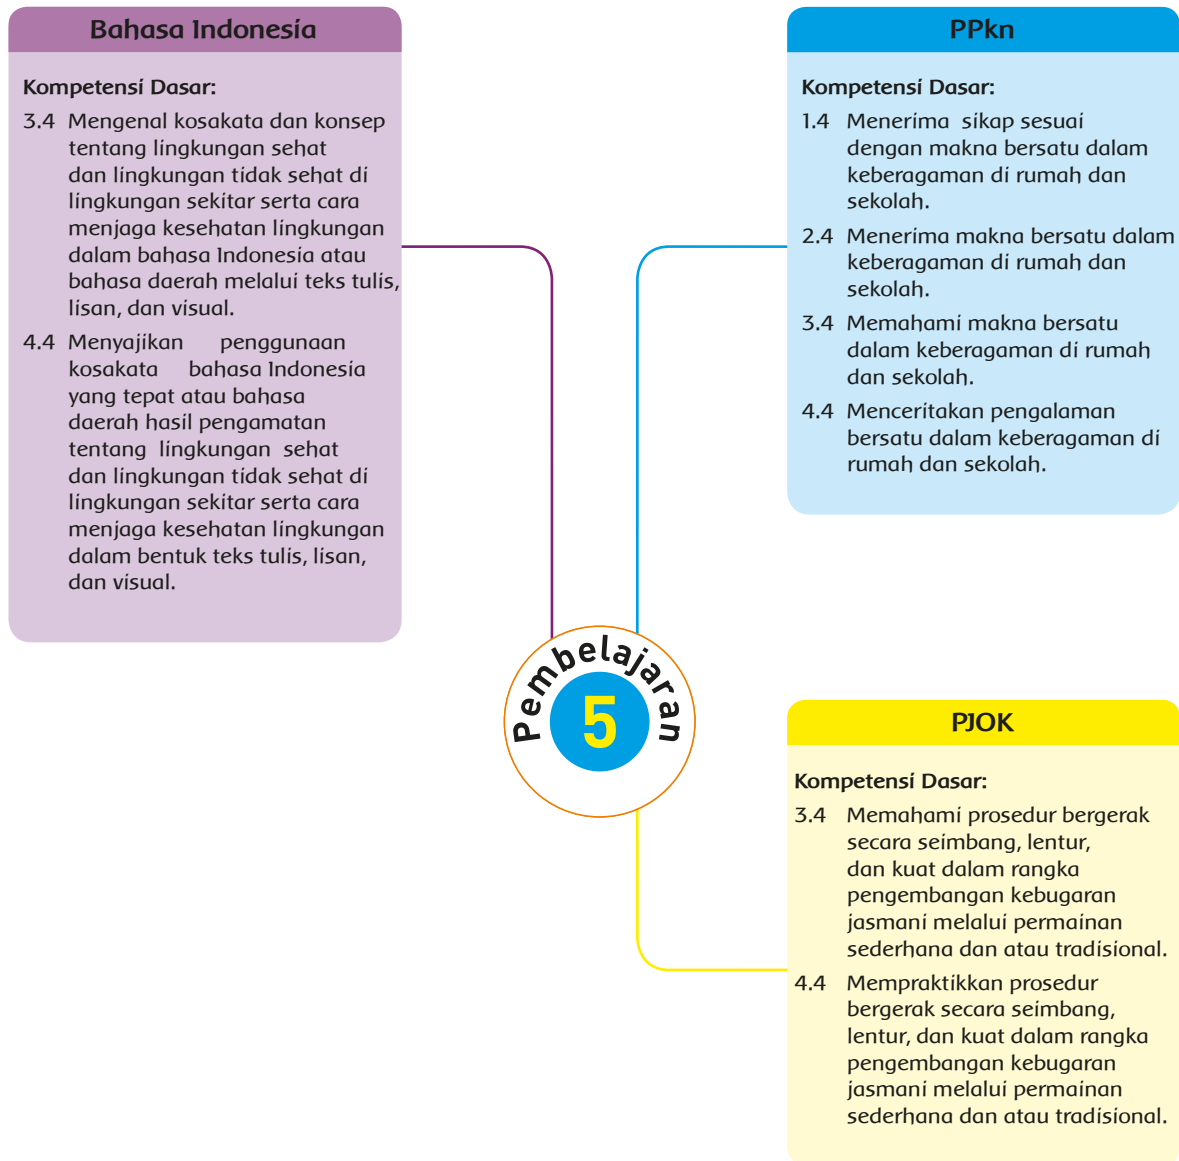 Bahasa Indonesia
Kompetensi Dasar:
3.4 Mengenal kosakata dan konsep
tentang lingkungan sehat
dan lingkungan tidak sehat di
lingkungan sekitar serta cara
menjaga kesehatan lingkungan
dalam bahasa Indonesia atau
bahasa daerah melalui teks tulis,
lisan, dan visual.
4.4 Menyajikan penggunaan
kosakata bahasa Indonesia
yang tepat atau bahasa
daerah hasil pengamatan
tentang lingkungan sehat
dan lingkungan tidak sehat di
lingkungan sekitar serta cara
menjaga kesehatan lingkungan
dalam bentuk teks tulis, lisan,
dan visual.
PPkn
Kompetensi Dasar:
1.4 Menerima sikap sesuai
dengan makna bersatu dalam
keberagaman di rumah dan
sekolah.
2.4 Menerima makna bersatu dalam
keberagaman di rumah dan
sekolah.
3.4 Memahami makna bersatu
dalam keberagaman di rumah
dan sekolah.
4.4 Menceritakan pengalaman
bersatu dalam keberagaman di
rumah dan sekolah.
Pembelajaran
5
PJOK
Kompetensi Dasar:
3.4 Memahami prosedur bergerak
secara seimbang, lentur,
dan kuat dalam rangka
pengembangan kebugaran
jasmani melalui permainan
sederhana dan atau tradisional.
4.4 Mempraktikkan prosedur
bergerak secara seimbang,
lentur, dan kuat dalam rangka
pengembangan kebugaran
jasmani melalui permainan
sederhana dan atau tradisional.